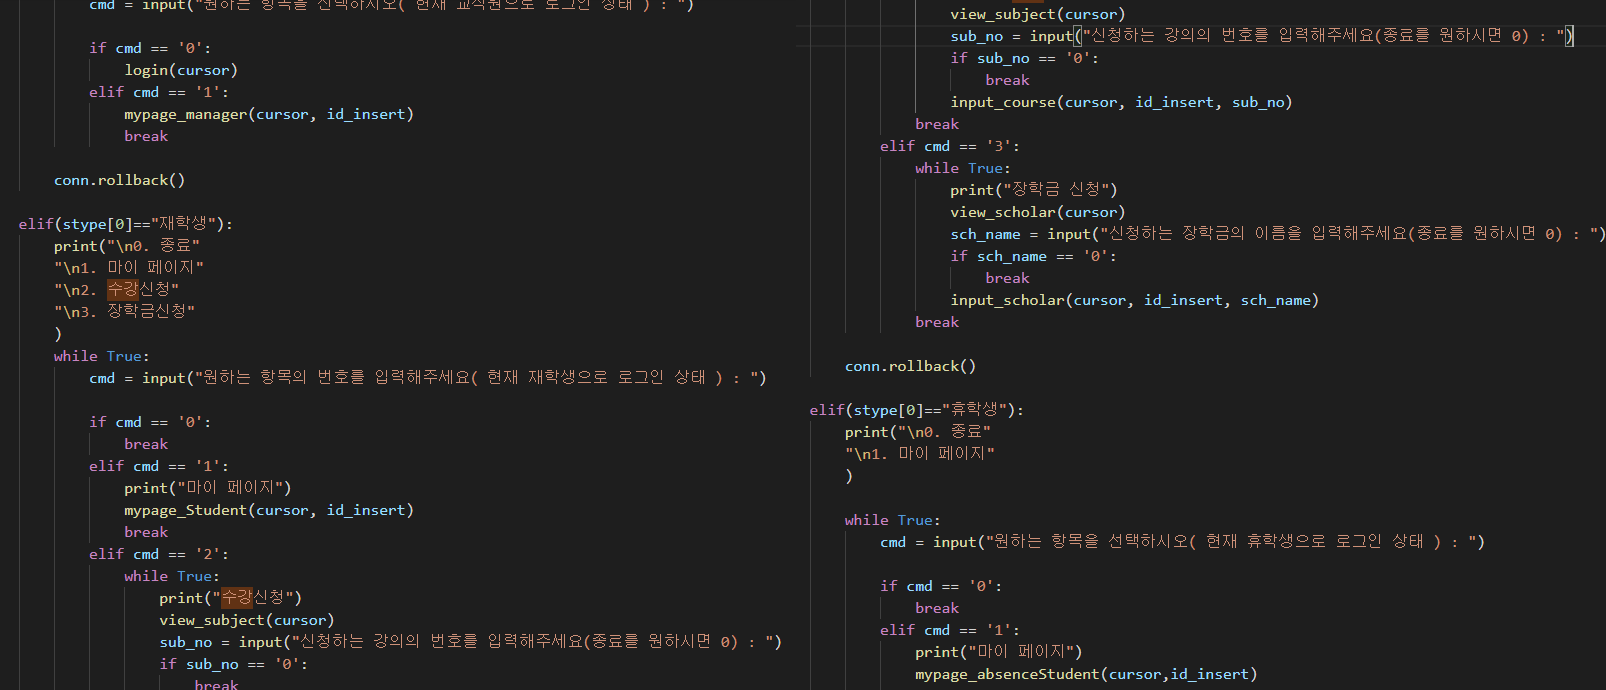 cmd = input("원하는 항목을 선택하시오( 현재 교직원으로 로그인 상태 ) : ")
if cmd == '0':
login(cursor)
elif cmd == '1':
mypage_manager(cursor, id_insert)
break
conn.rollback()
elif(stype[0]=="재학생"):
print("\n0. 종료"
"\n1. 마이 페이지"
"\n2. 수강신청"
"\n3. 장학금신청"
)
while True:
cmd = input("원하는 항목의 번호를 입력해주세요( 현재 재학생으로 로그인 상태 ) : ")
if cmd == '0':
break
elif cmd == '1':
print("마이 페이지")
mypage_Student(cursor, id_insert)
break
elif cmd == '2':
while True:
print("수강신청")
view_subject(cursor)
sub_no = input("신청하는 강의의 번호를 입력해주세요(종료를 원하시면 0) : ")
if sub_no == '0':
break
view_subject(cursor)
sub_no = input("신청하는 강의의 번호를 입력해주세요(종료를 원하시면 0) : ")
if sub_no == '0':
break
input_course(cursor, id_insert, sub_no)
break
elif cmd == '3':
while True:
print("장학금 신청")
view_scholar(cursor)
sch_name = input("신청하는 장학금의 이름을 입력해주세요(종료를 원하시면 0) : ")
if sch_name == '0':
break
input_scholar(cursor, id_insert, sch_name)
break
conn.rollback()
elif(stype[0]=="휴학생"):
print("\n0. 종료"
"\n1. 마이 페이지"
)
while True:
cmd = input("원하는 항목을 선택하시오( 현재 휴학생으로 로그인 상태 ) : ")
if cmd == '0':
break
elif cmd == '1':
print("마이 페이지")
mypage_absenceStudent(cursor,id_insert)